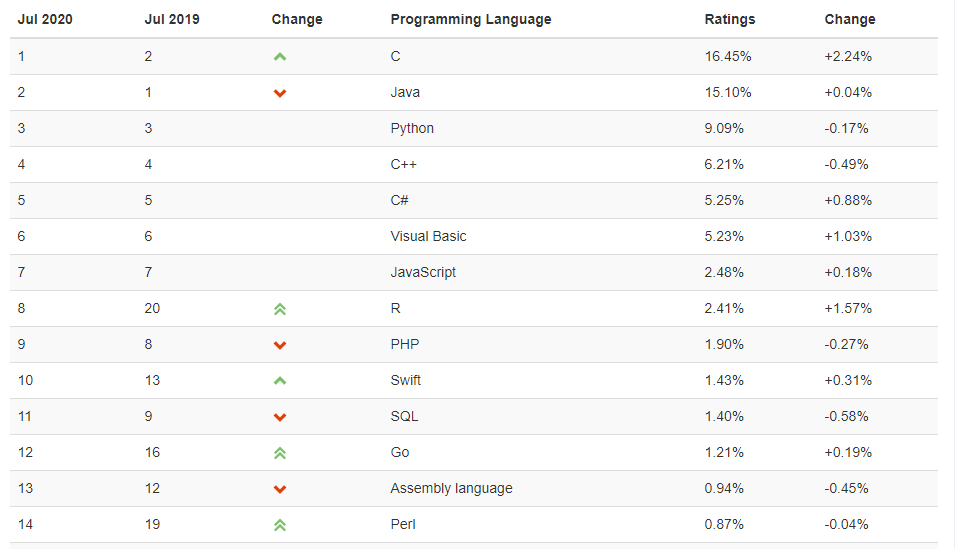 Jul 2020 Jul 2019 Change Programming Language Ratings Change
1 2 C 16.45% +2.24%
2 1 Java 15.10% +0.04%
3 3 Python 9.09% -0.17%
4 4 C++ 6.21% -0.49%
5 5 C# 5.25% +0.88%
6 6 Visual Basic 5.23% +1.03%
7 7 JavaScript 2.48% +0.18%
8 20 R 2.41% +1.57%
9 8 PHP 1.90% -0.27%
10 13 Swift 1.43% +0.31%
11 9 SQL 1.40% -0.58%
12 16 Go 1.21% +0.19%
13 12 Assembly language 0.94% -0.45%
14 19 Perl 0.87% -0.04%